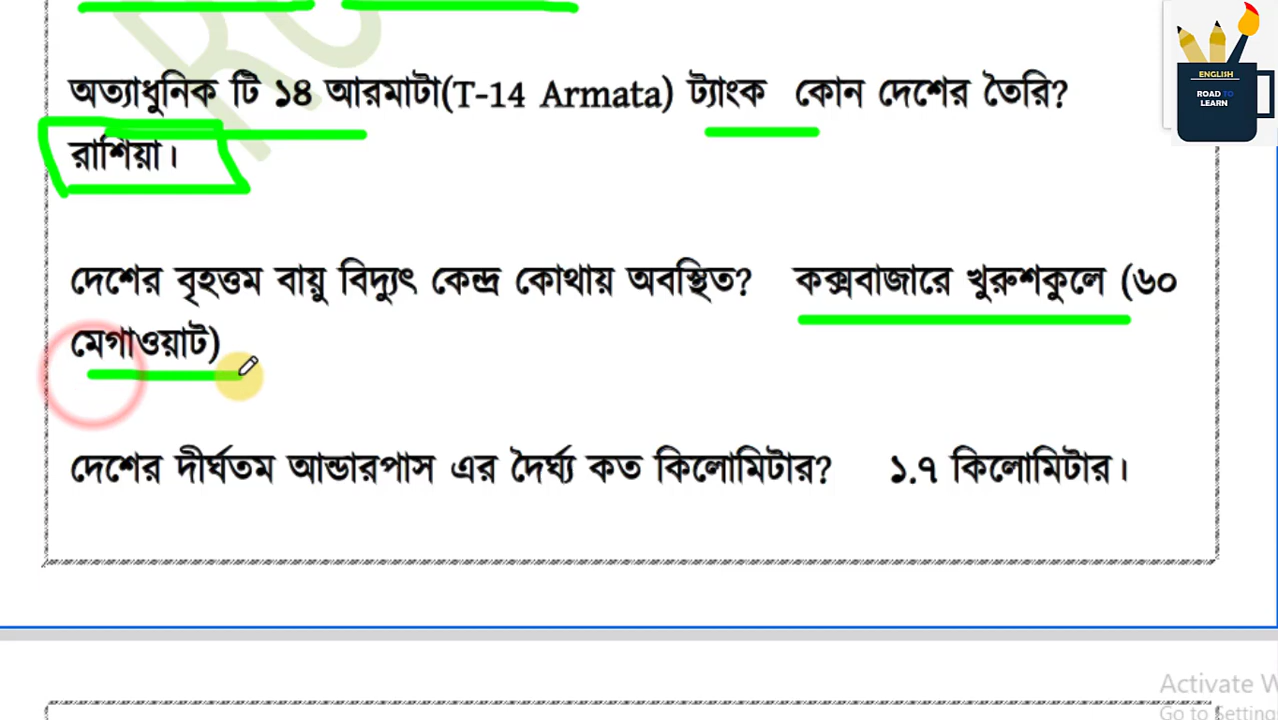 অত্যাধুনিক টি ১৪ আরমাটা(T-14 Armata) ট্যাংক কোন দেশের তৈরি?
রাশিয়া।
দেশের বৃহত্তম বায়ু বিদ্যুৎ কেন্দ্র কোথায় অবস্থিত? কক্সবাজারে খুরুশকুলে (৬০
মেগাওয়াট)
দেশের দীর্ঘতম আন্ডারপাস এর দৈর্ঘ্য কত কিলোমিটার? ১.৭ কিলোমিটার।
ENGLISH
ROAD TO
LEARN
Activate W
Go to Setting